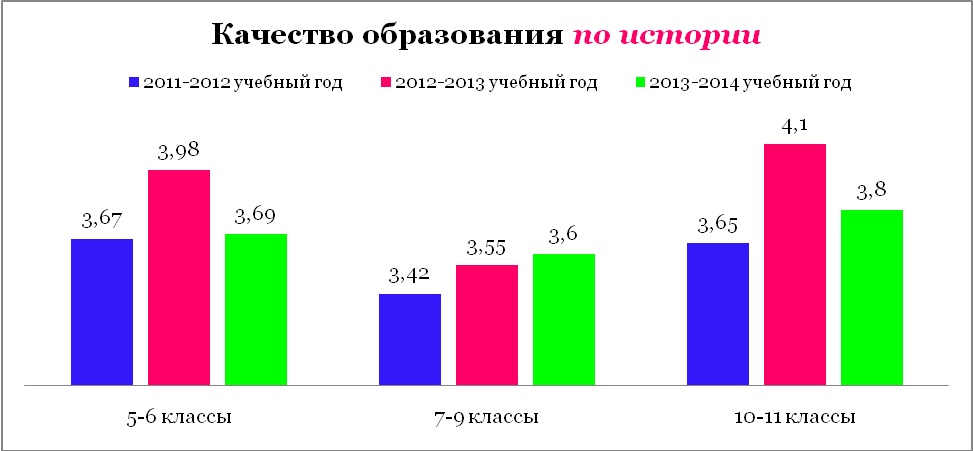 Качество образования по истории
2011-2012 учебный год 2012-2013 учебный год 2013-2014 учебный год
3,67 3,98 3,69 3,42 3,55 3,6 3,65 4,1 3,8
5-6 классы 7-9 классы 10-11 классы